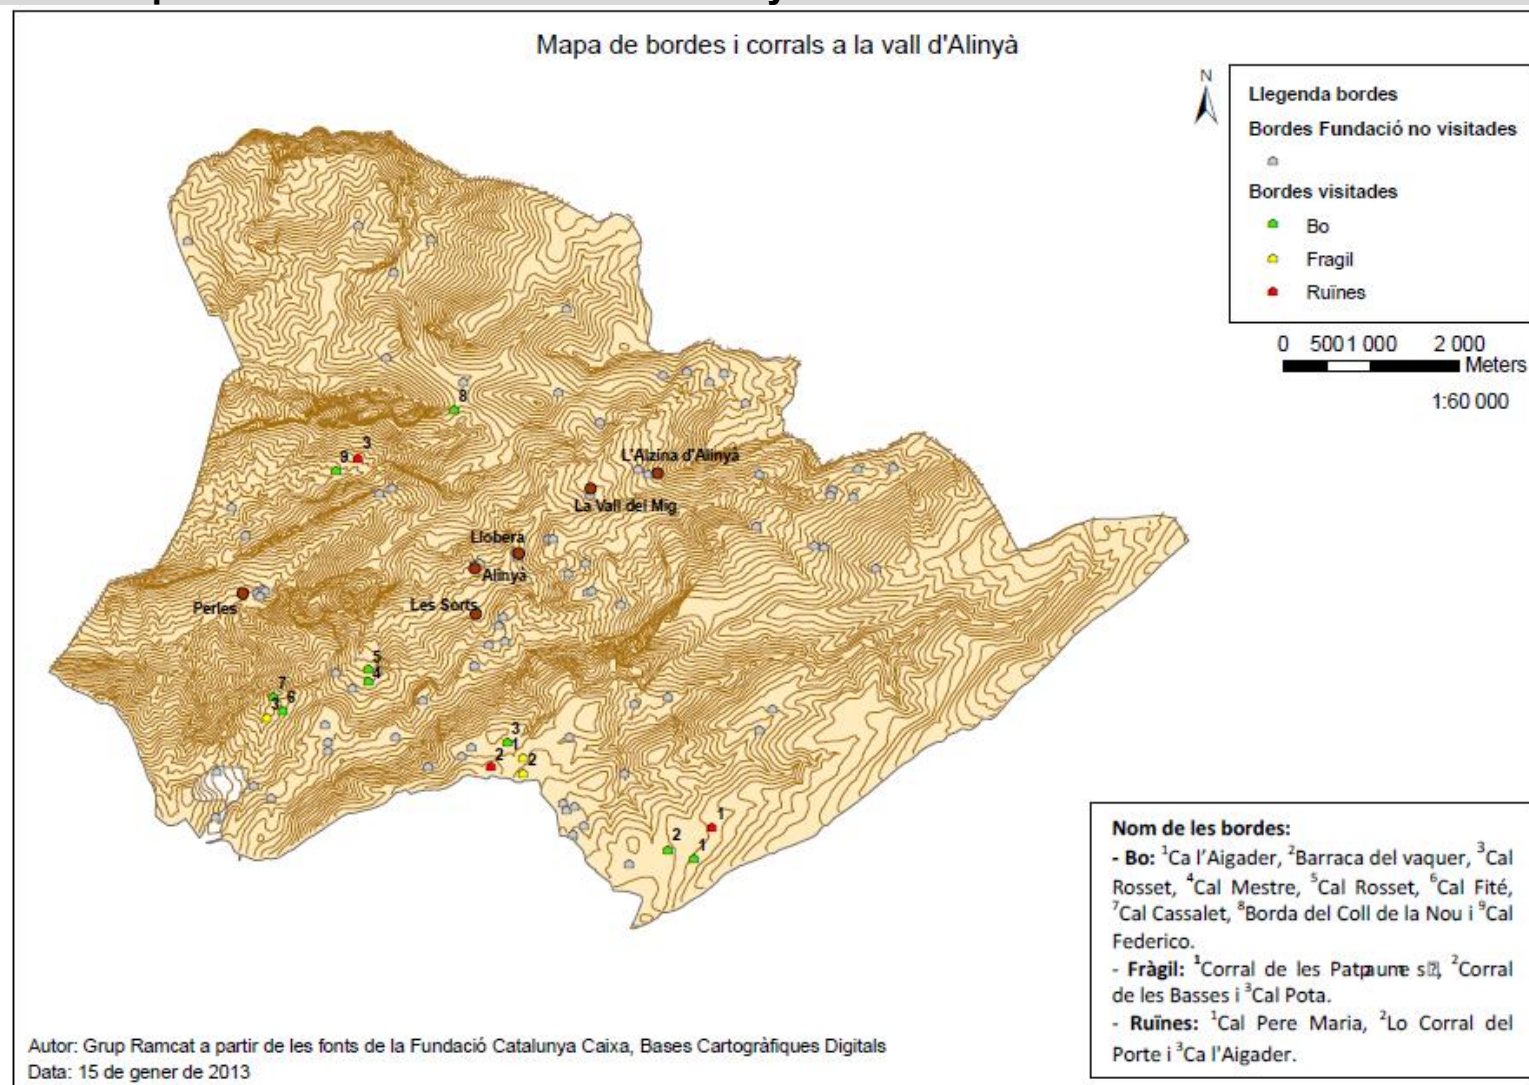 Mapa de bordes i corrals a la vall d'Alinyà
N
Llegenda bordes
Bordes Fundació no visitades
Bordes visitades
Bo
Fragil
Ruïnes
0 500 1 000 2 000
Meters
1:60 000
8
3
9
L'Alzina d'Alinyà
La Vall del Mig
Llobera
Alinyà
Perles
Les Sorts
5
4
7
6
3
3
1
2
2
1
2
1
Nom de les bordes:
- Bo: ¹Ca l'Aigader, ²Barraca del vaquer, ³Cal
Rosset, ⁴Cal Mestre, ⁵Cal Rosset, ⁶Cal Fité,
⁷Cal Cassalet, ⁸Borda del Coll de la Nou i ⁹Cal
Federico.
- Fràgil: ¹Corral de les ²Corral
de les Basses i ³Cal Pota.
- Ruïnes: ¹Cal Pere Maria, ²Lo Corral del
Porte i ³Ca l'Aigader.
Autor: Grup Ramcat a partir de les fonts de la Fundació Catalunya Caixa, Bases Cartogràfiques Digitals
Data: 15 de gener de 2013